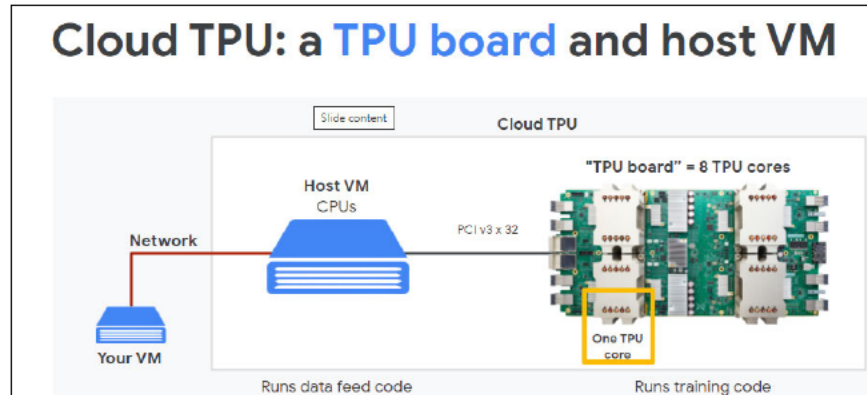 Cloud TPU: a TPU board and host VM
Slide content
Cloud TPU
"TPU board” = 8 TPU cores
Host VM
CPUs
PCI v3 x 32
Network
One TPU
core
Your VM
Runs data feed code
Runs training code